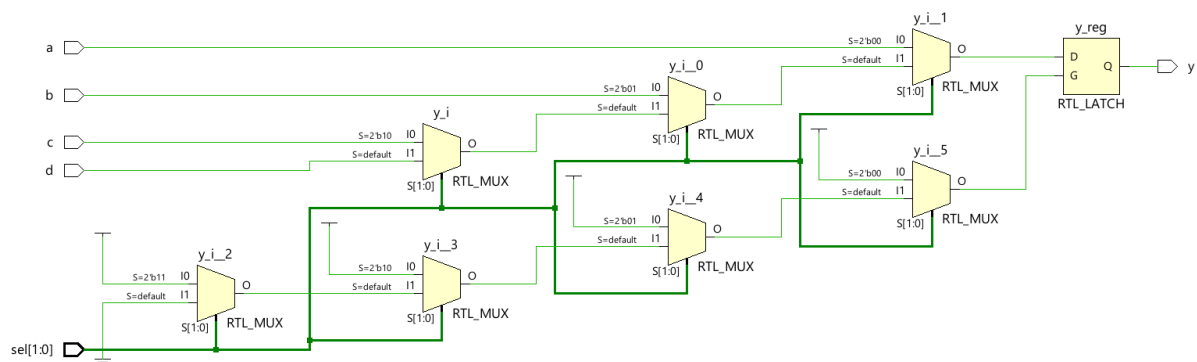 y_i__1
y_reg
a
S=2'b00
I0
O
S=default
I1
D
Q
y
G
S[1:0]
RTL_MUX
RTL_LATCH
y_i__0
b
S=2'b01
I0
O
S=default
I1
S[1:0]
RTL_MUX
y_i
c
S=2'b10
I0
O
d
S=default
I1
S[1:0]
RTL_MUX
y_i__5
S=2'b00
I0
O
S=default
I1
S[1:0]
RTL_MUX
y_i__4
S=2'b01
I0
O
S=default
I1
S[1:0]
RTL_MUX
y_i__3
S=2'b10
I0
O
S=default
I1
S[1:0]
RTL_MUX
y_i__2
S=2'b11
I0
O
S=default
I1
S[1:0]
RTL_MUX
sel[1:0]